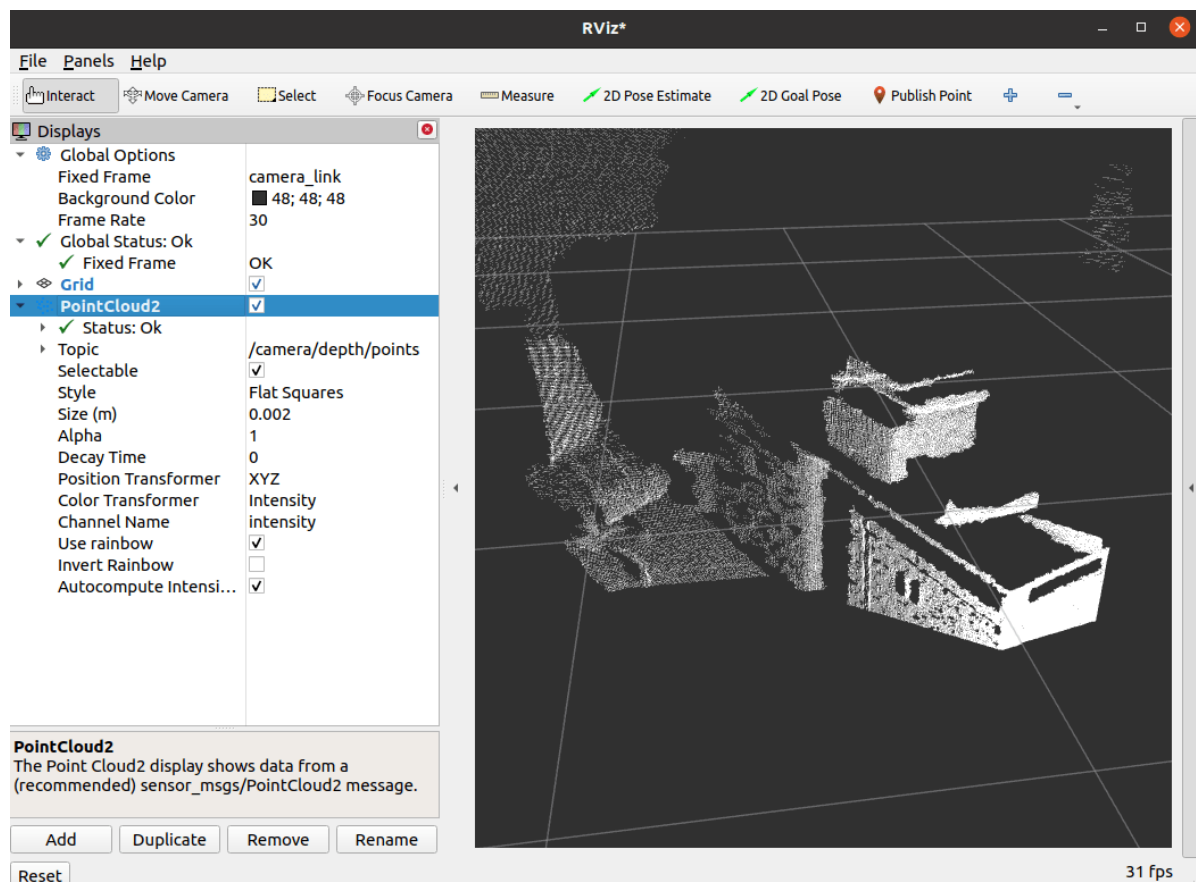 RViz*
File Panels Help
Interact Move Camera Select Focus Camera Measure 2D Pose Estimate 2D Goal Pose Publish Point
Displays
Global Options
Fixed Frame camera_link
Background Color 48; 48; 48
Frame Rate 30
Global Status: Ok
Fixed Frame OK
Grid
PointCloud2
Status: Ok
Topic /camera/depth/points
Selectable
Style Flat Squares
Size (m) 0.002
Alpha 1
Decay Time 0
Position Transformer XYZ
Color Transformer Intensity
Channel Name intensity
Use rainbow
Invert Rainbow
Autocompute Intensi...
PointCloud2
The Point Cloud2 display shows data from a
(recommended) sensor_msgs/PointCloud2 message.
Add Duplicate Remove Rename
Reset 31 fps